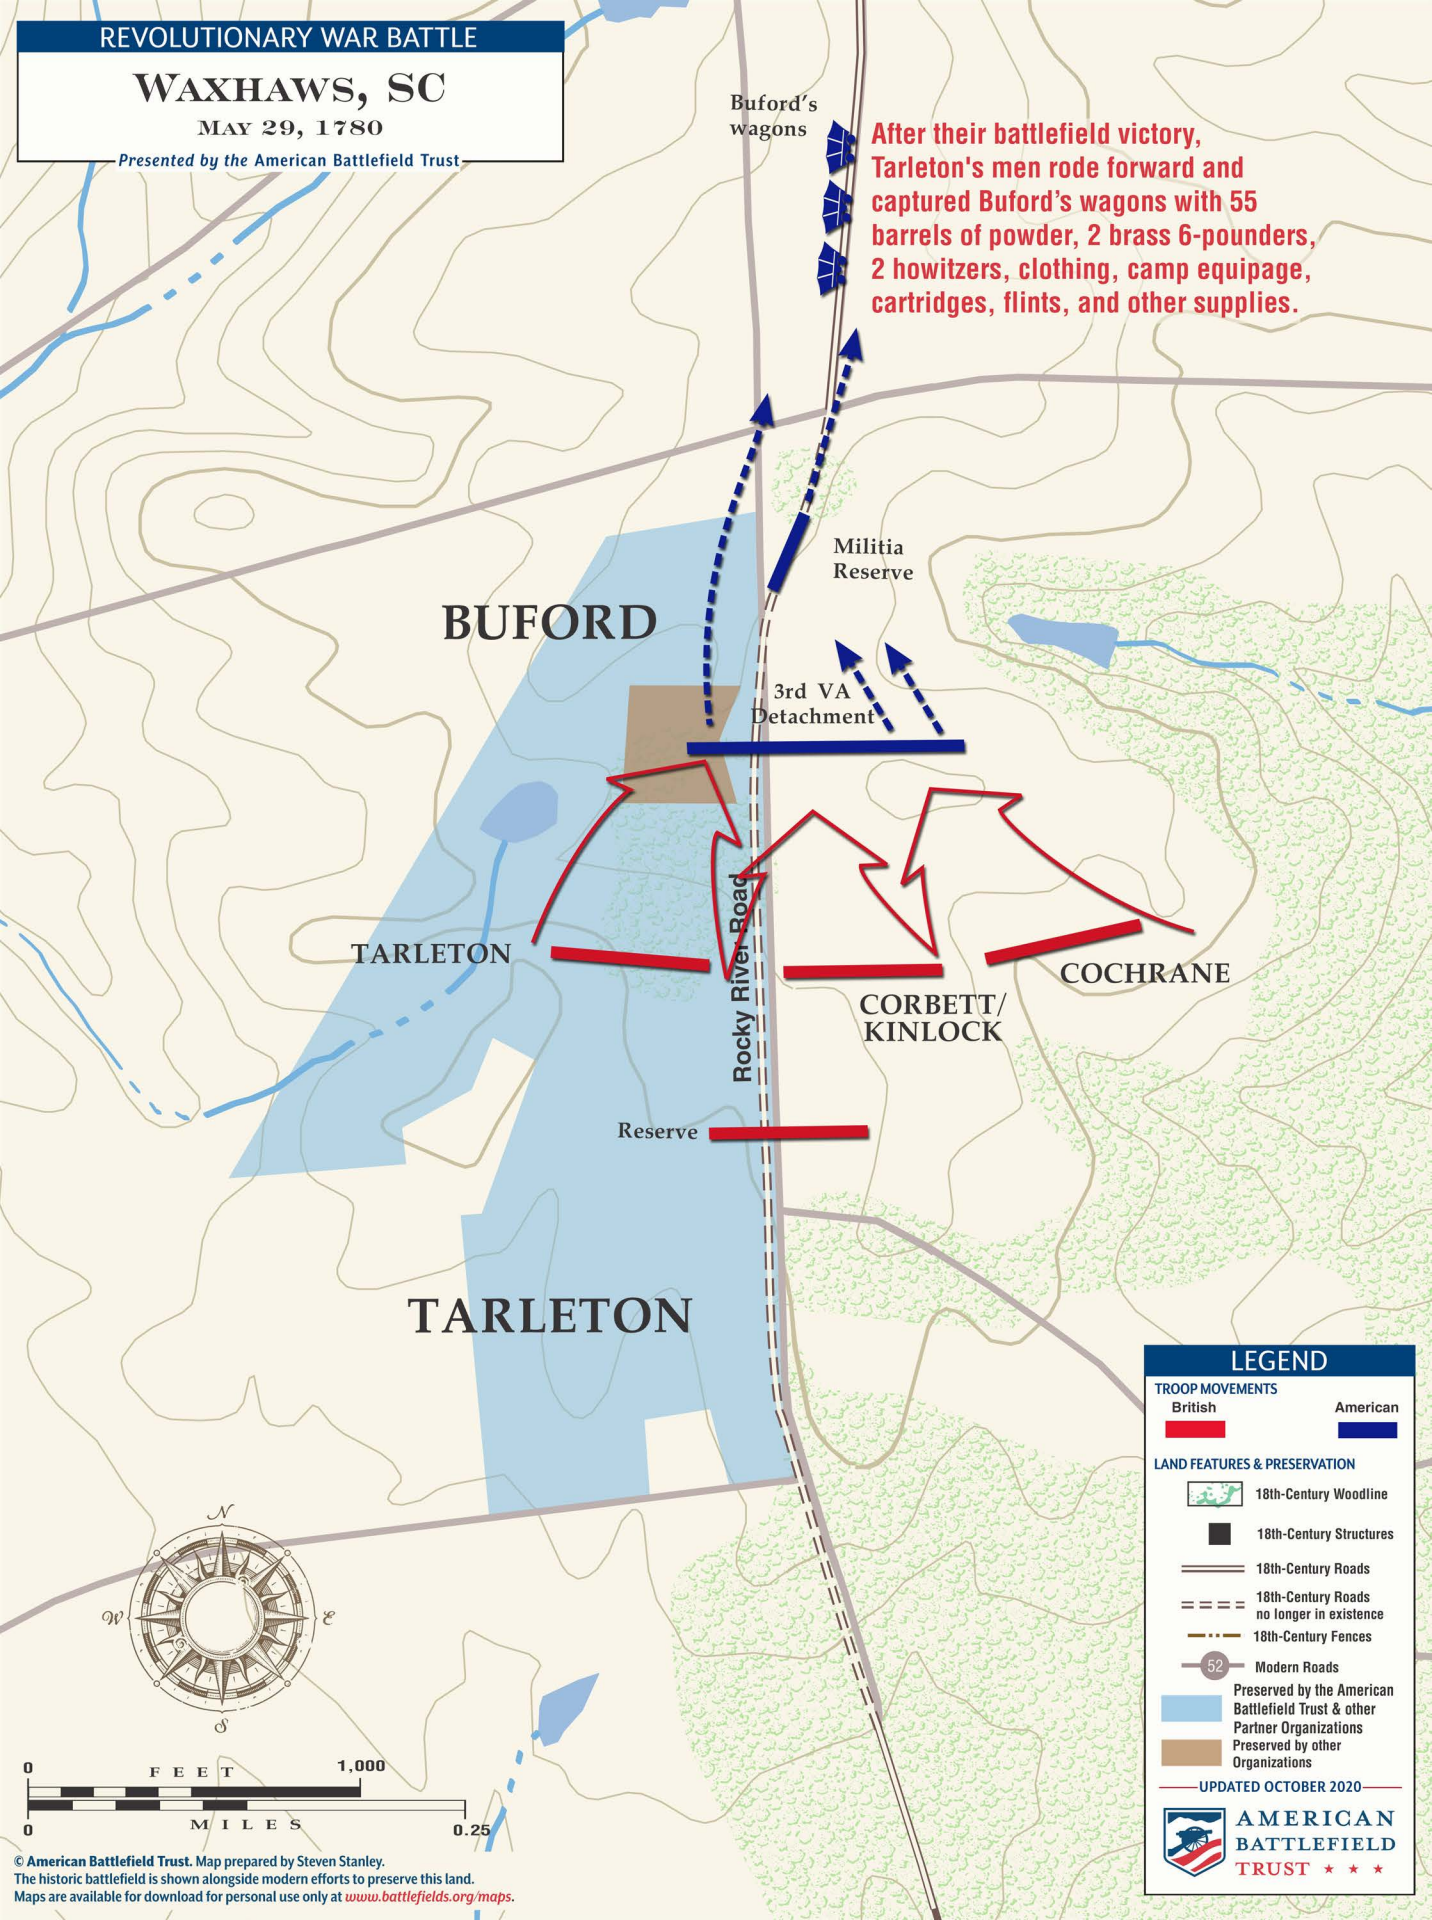 REVOLUTIONARY WAR BATTLE
WAXHAWS, SC
MAY 29, 1780
Presented by the American Battlefield Trust
Buford's
wagons
After their battlefield victory,
Tarleton's men rode forward and
captured Buford's wagons with 55
barrels of powder, 2 brass 6-pounders,
2 howitzers, clothing, camp equipage,
cartridges, flints, and other supplies.
Militia
Reserve
BUFORD
3rd VA
Detachment
Rocky River Road
TARLETON
COCHRANE
CORBETT/
KINLOCK
Reserve
TARLETON
N
W
E
S
0
FEET
1,000
0
MILES
0.25
© American Battlefield Trust. Map prepared by Steven Stanley.
The historic battlefield is shown alongside modern efforts to preserve this land.
Maps are available for download for personal use only at www.battlefields.org/maps.
LEGEND
TROOP MOVEMENTS
British
American
LAND FEATURES & PRESERVATION
18th-Century Woodline
18th-Century Structures
18th-Century Roads
18th-Century Roads
no longer in existence
18th-Century Fences
52
Modern Roads
Preserved by the American
Battlefield Trust & other
Partner Organizations
Preserved by other
Organizations
UPDATED OCTOBER 2020
AMERICAN
BATTLEFIELD
TRUST ★ ★ ★